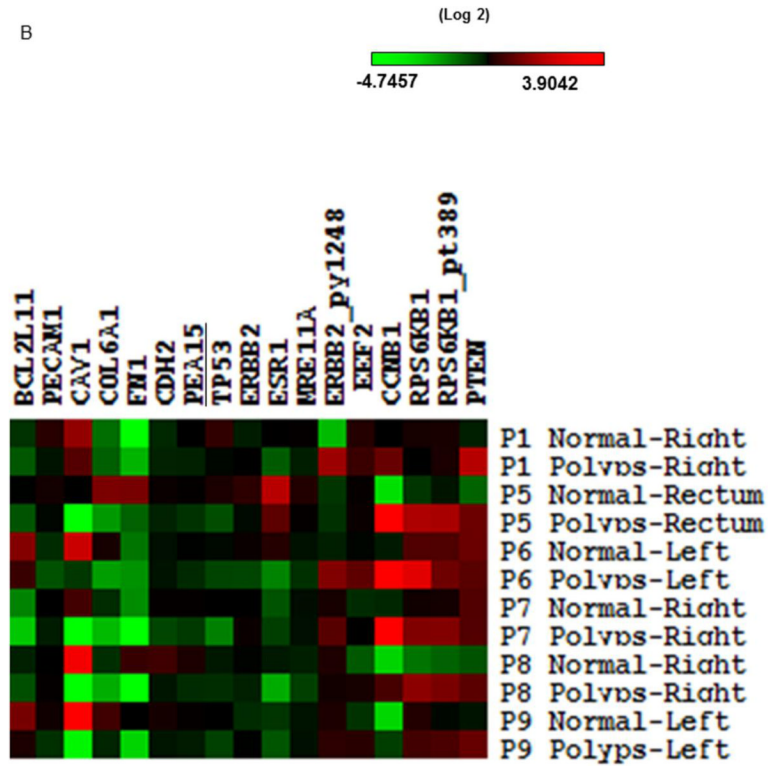 (Log 2)
B
-4.7457 3.9042
BCL2L11
PECAM1
CAV1
COL6A1
FN1
CDH2
PEA15
TP53
ERBB2
ESR1
MRE11A
ERBB2_py1248
EEF2
CCNB1
RPS6KB1
RPS6KB1_pt389
PTEN
P1 Normal-Right
P1 Polyps-Right
P5 Normal-Rectum
P5 Polyps-Rectum
P6 Normal-Left
P6 Polyps-Left
P7 Normal-Right
P7 Polyps-Right
P8 Normal-Right
P8 Polyps-Right
P9 Normal-Left
P9 Polyps-Left